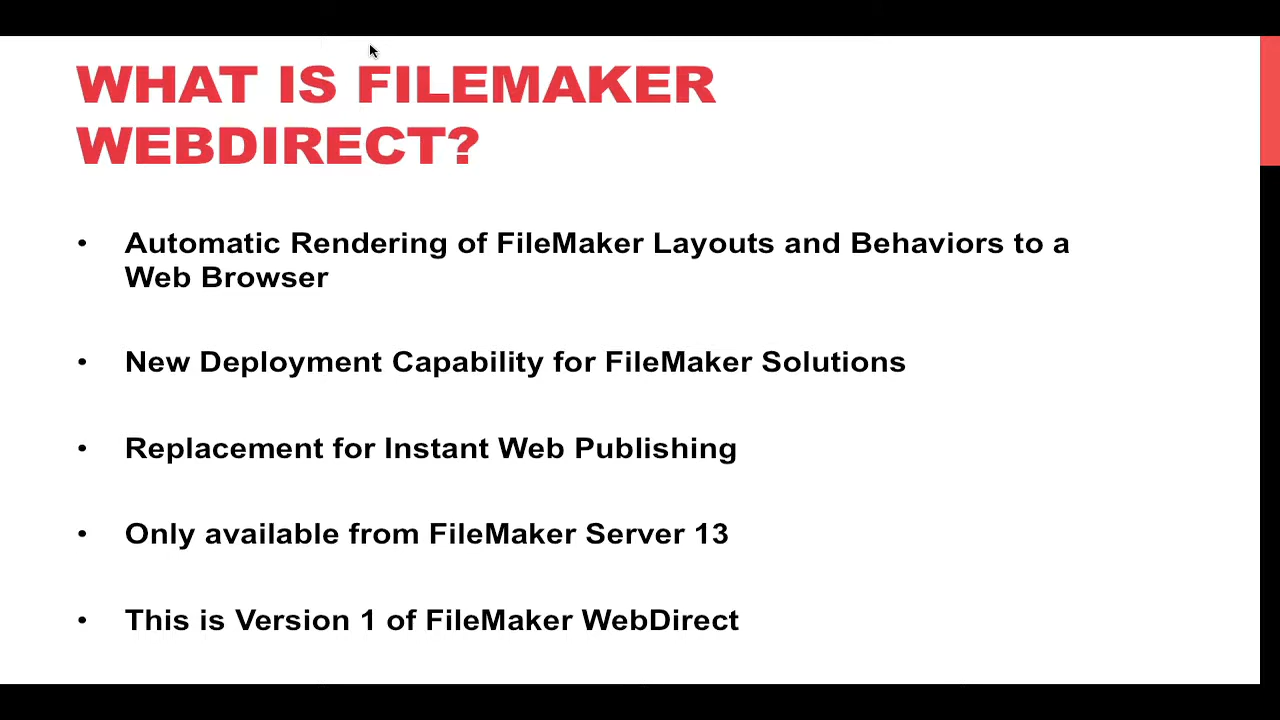 WHAT IS FILEMAKER
WEBDIRECT?
• Automatic Rendering of FileMaker Layouts and Behaviors to a
Web Browser
• New Deployment Capability for FileMaker Solutions
• Replacement for Instant Web Publishing
• Only available from FileMaker Server 13
• This is Version 1 of FileMaker WebDirect